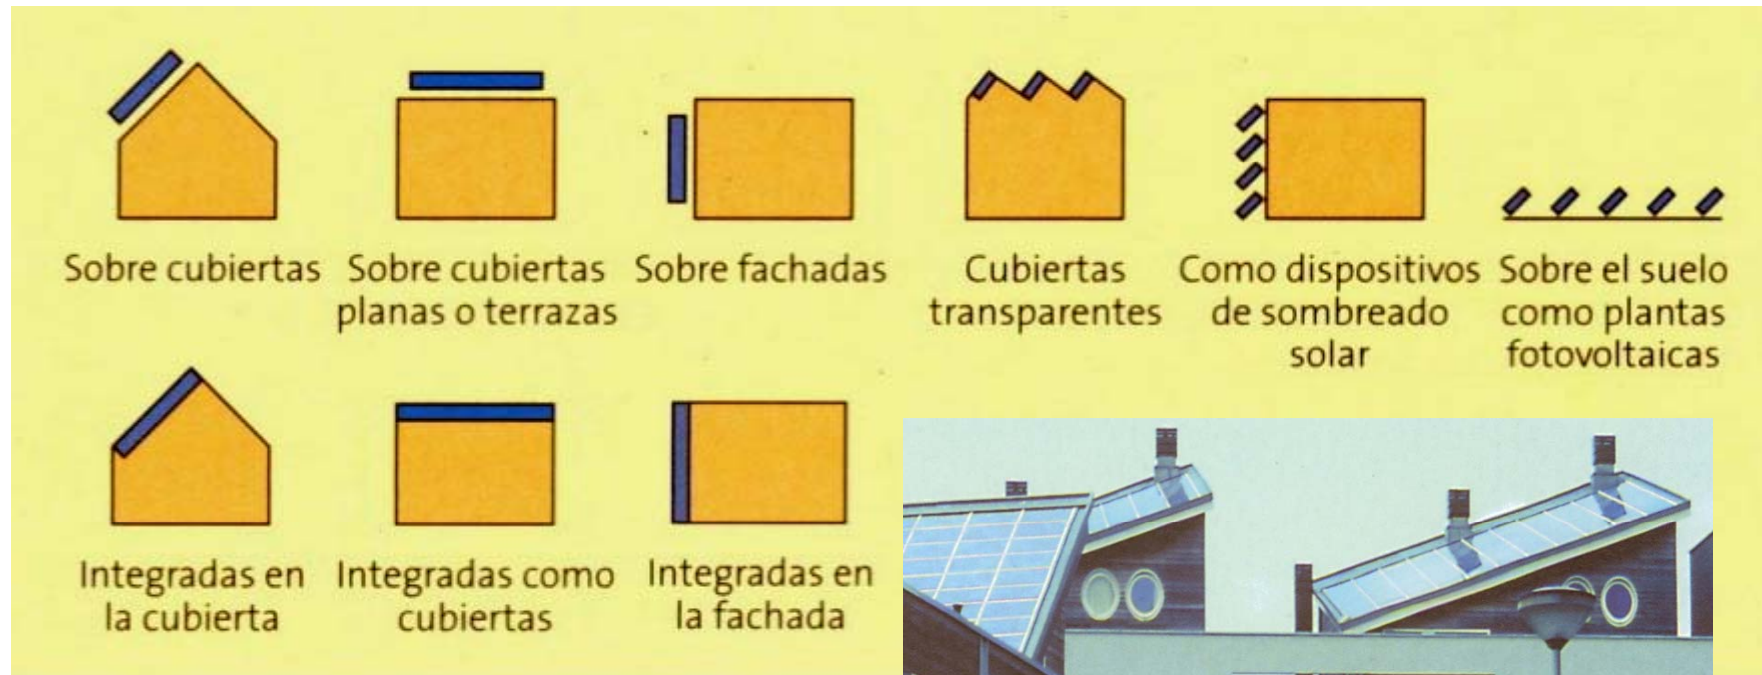 Sobre cubiertas
Sobre cubiertas
planas o terrazas
Sobre fachadas
Cubiertas
transparentes
Como dispositivos
de sombreado
solar
Sobre el suelo
como plantas
fotovoltaicas
Integradas en
la cubierta
Integradas como
cubiertas
Integradas en
la fachada